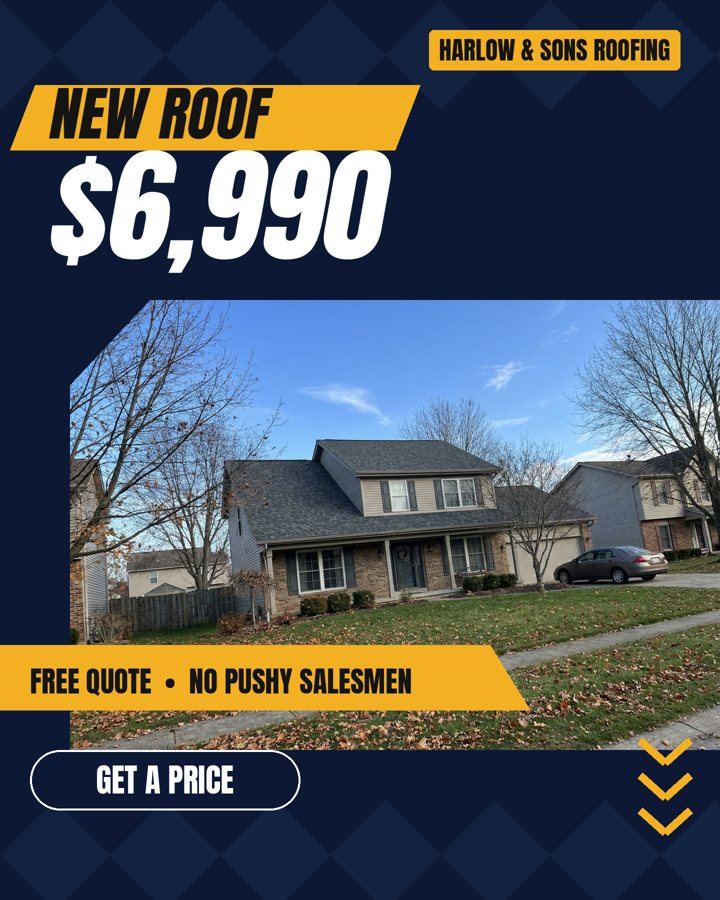 HARLOW & SONS ROOFING
NEW ROOF
$6,990
FREE QUOTE • NO PUSHY SALESMEN
GET A PRICE